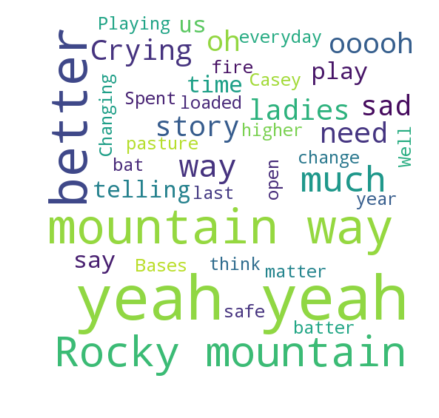 Playing us
Crying oh everyday ooooh
better
fire
Changing
time Casey play
Spent loaded ladies sad
story higher need
Well
pasture
bat way open change much
telling last year
mountain way
say Bases think matter
yeah yeah
safe
batter
Rocky mountain